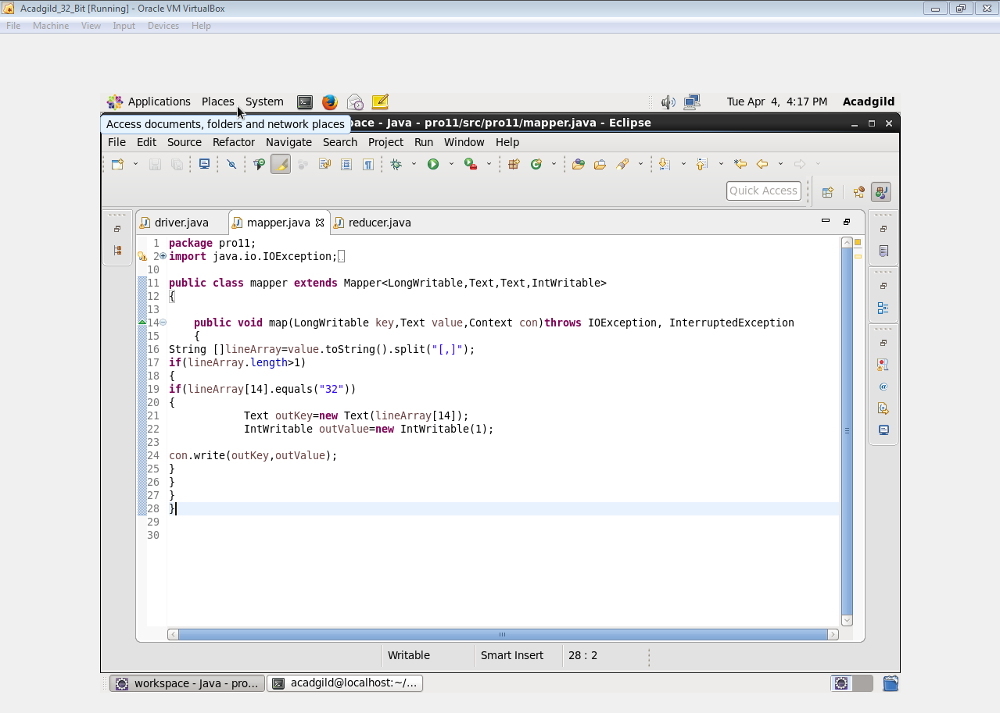 Acadgild_32_Bit [Running] - Oracle VM VirtualBox
File Machine View Input Devices Help
Applications Places System Tue Apr 4, 4:17 PM Acadgild
Access documents, folders and network places
pace - Java - pro11/src/pro11/mapper.java - Eclipse
File Edit Source Refactor Navigate Search Project Run Window Help
Quick Access
driver.java mapper.java reducer.java
1 package pro11;
2 import java.io.IOException;
10
11 public class mapper extends Mapper<LongWritable,Text,Text,IntWritable>
12 {
13
14 public void map(LongWritable key,Text value,Context con)throws IOException, InterruptedException
15 {
16 String []lineArray=value.toString().split("[,]");
17 if(lineArray.length>1)
18 {
19 if(lineArray[14].equals("32"))
20 {
21 Text outKey=new Text(lineArray[14]);
22 IntWritable outValue=new IntWritable(1);
23
24 con.write(outKey,outValue);
25 }
26 }
27 }
28 }
29
30
Writable Smart Insert 28 : 2
workspace - Java - pro... acadgild@localhost:~/...